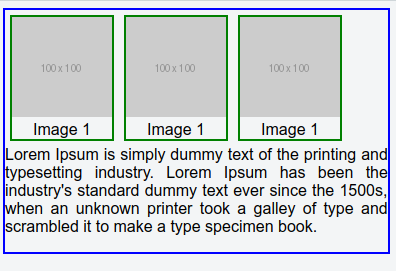 100 x 100 100 x 100 100 x 100
Image 1 Image 1 Image 1
Lorem Ipsum is simply dummy text of the printing and
typesetting industry. Lorem Ipsum has been the
industry's standard dummy text ever since the 1500s,
when an unknown printer took a galley of type and
scrambled it to make a type specimen book.